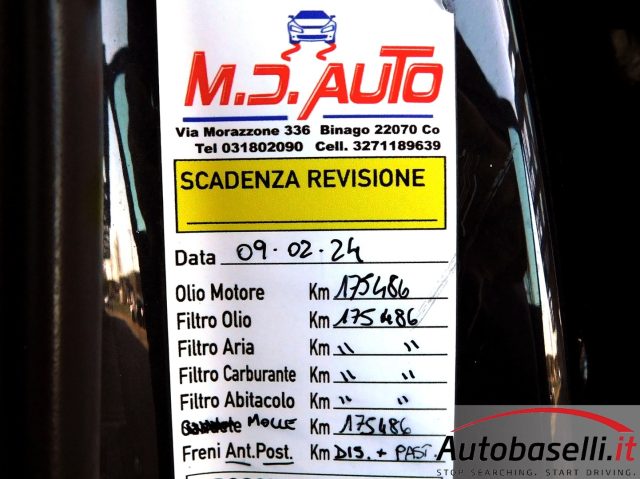 M.D. AUTO
Via Morazzone 336 Binago 22070 Co
Tel 031802090 Cell. 3271189639
SCADENZA REVISIONE
Data 09.02.24
Olio Motore Km 175486
Filtro Olio Km 175486
Filtro Aria Km " "
Filtro Carburante Km " "
Filtro Abitacolo Km " "
MOLLE 175486
Freni Ant.Post. Km DIS. + PAST
Autobaselli.it
STOP SEARCHING. START DRIVING.